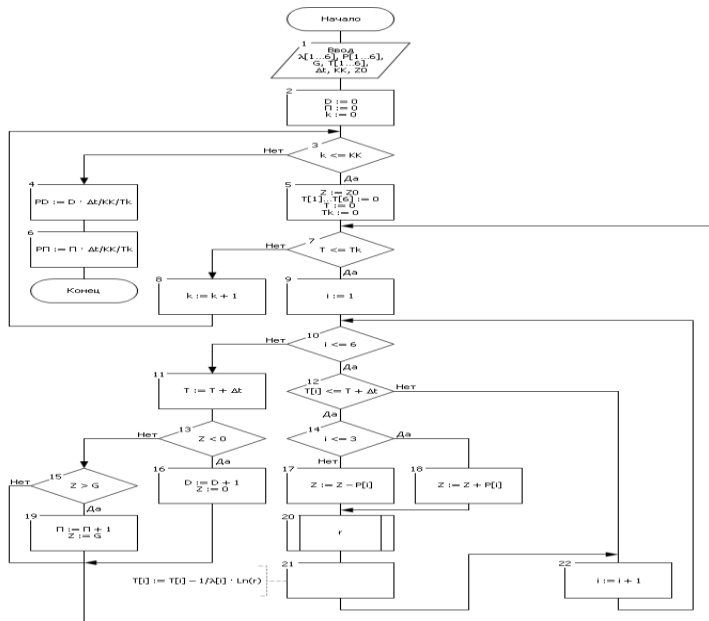 Начало
1
Ввод
λ[1...6], P[1...6],
G, T[1...6],
Δt, KK, Z0
2
D := 0
П := 0
k := 0
3
k <= KK
Нет
Да
4
PD := D · Δt/KK/Tk
5
Z := Z0
T[1]...T[6] := 0
T := 0
Tk := 0
6
PП := П · Δt/KK/Tk
7
T <= Tk
Нет
Да
Конец
8
k := k + 1
9
i := 1
10
i <= 6
Нет
Да
11
T := T + Δt
12
T[i] <= T + Δt
Нет
Да
13
Z < 0
Нет
Да
14
i <= 3
Да
Нет
15
Z > G
Нет
Да
16
D := D + 1
Z := 0
17
Z := Z - P[i]
18
Z := Z + P[i]
19
П := П + 1
Z := G
20
r
21
T[i] := T[i] - 1/λ[i] · Ln(r)
22
i := i + 1